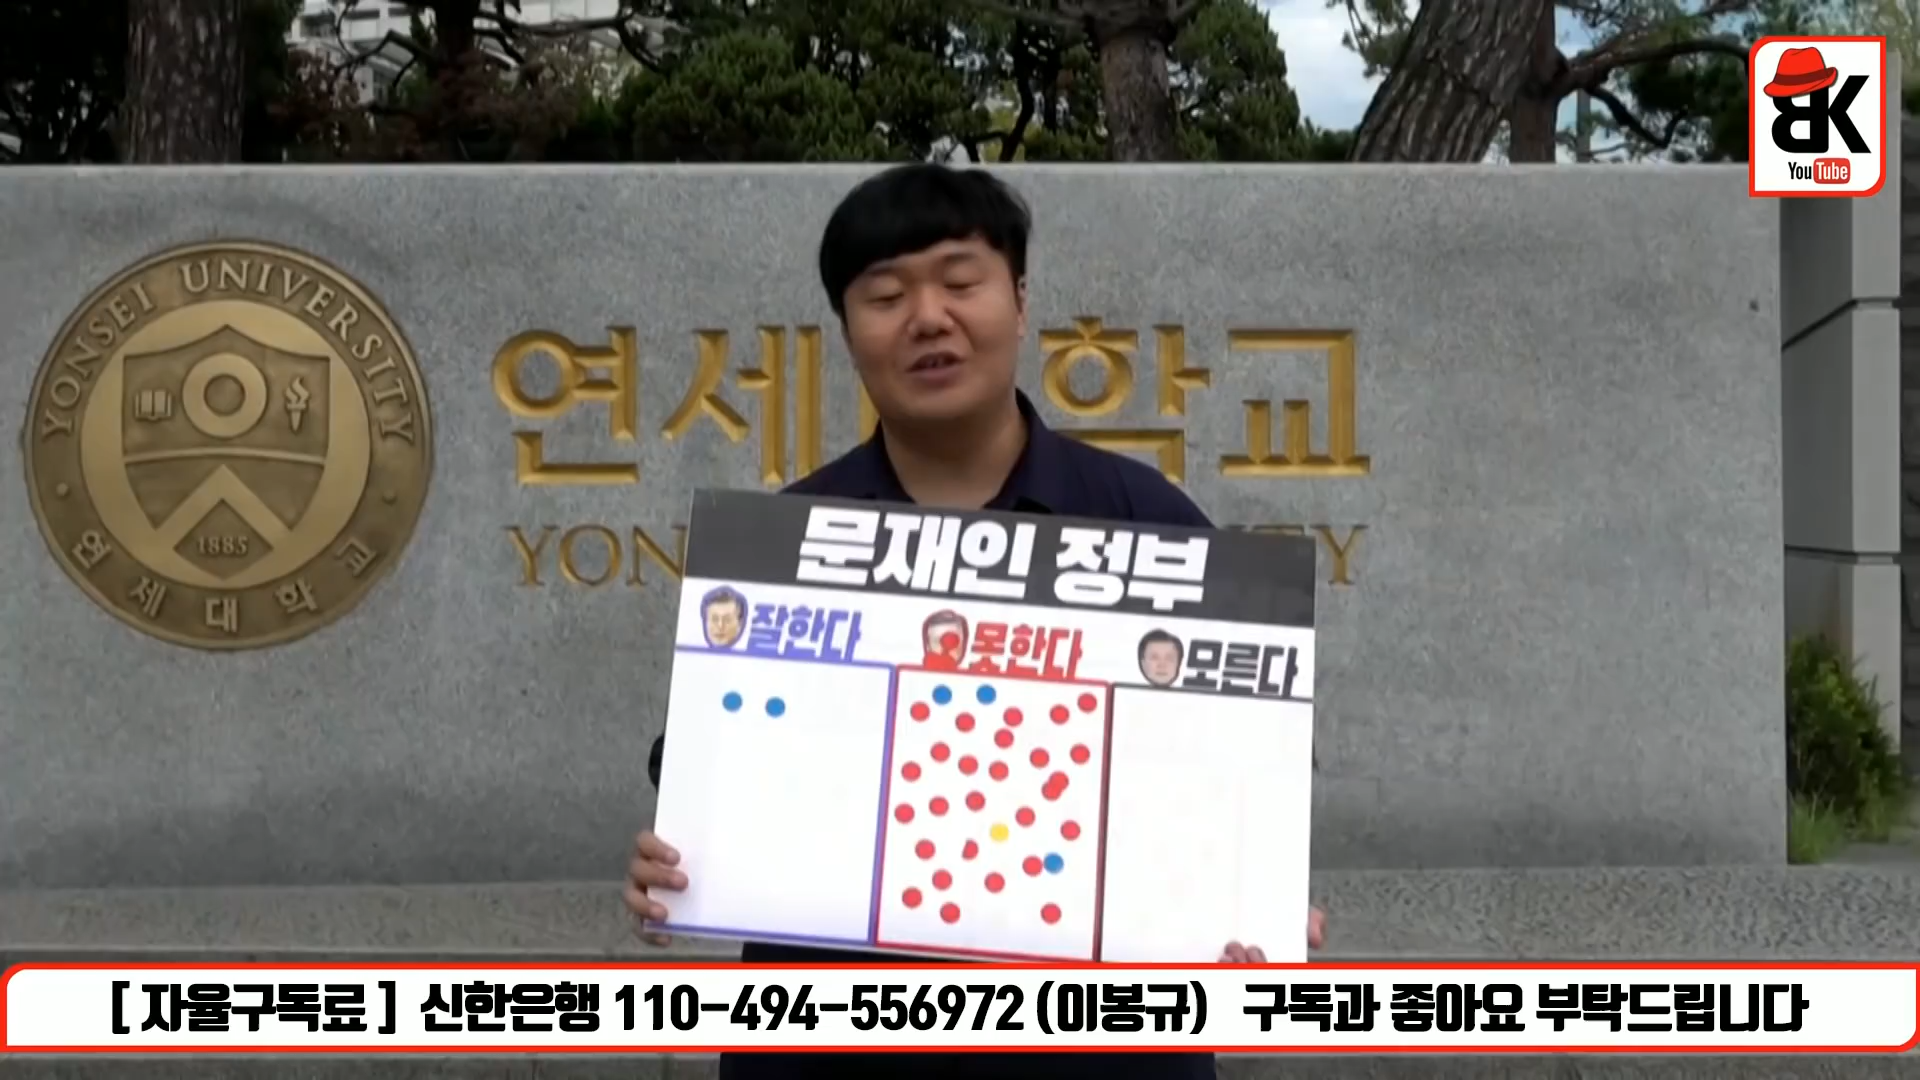 BK
YouTube
YONSEI UNIVERSITY
1885
연세대학교
연세 학교
YON
TY
문재인 정부
잘한다
못한다
모른다
[ 자율구독료 ] 신한은행 110-494-556972 (이봉규) 구독과 좋아요 부탁드립니다